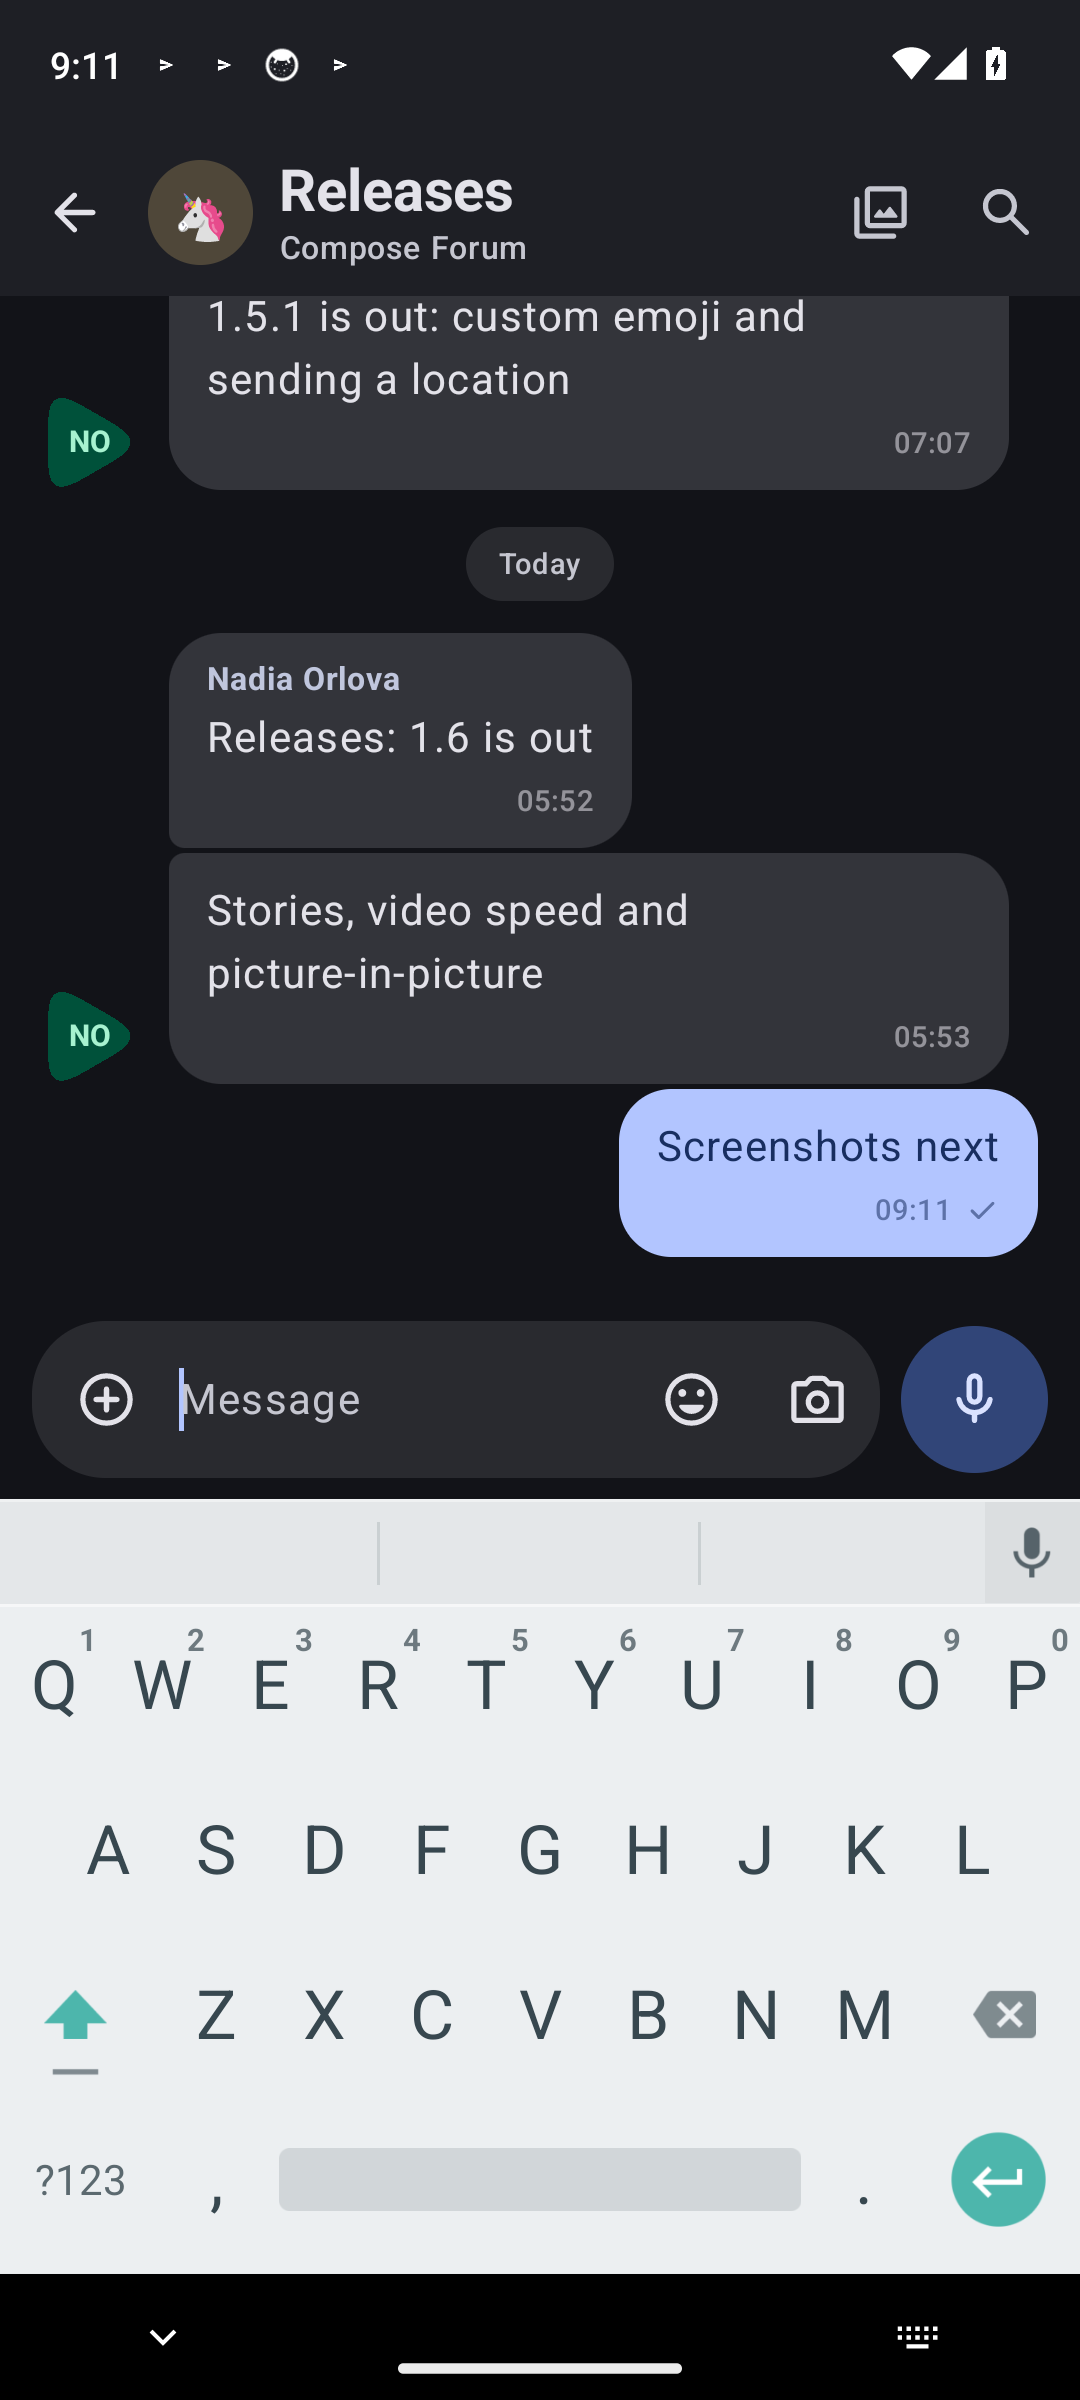 9:11
Releases
Compose Forum
1.5.1 is out: custom emoji and
sending a location
NO
07:07
Today
Nadia Orlova
Releases: 1.6 is out
05:52
Stories, video speed and
picture-in-picture
NO
05:53
Screenshots next
09:11
Message
1 2 3 4 5 6 7 8 9 0
Q W E R T Y U I O P
A S D F G H J K L
Z X C V B N M
?123 , .